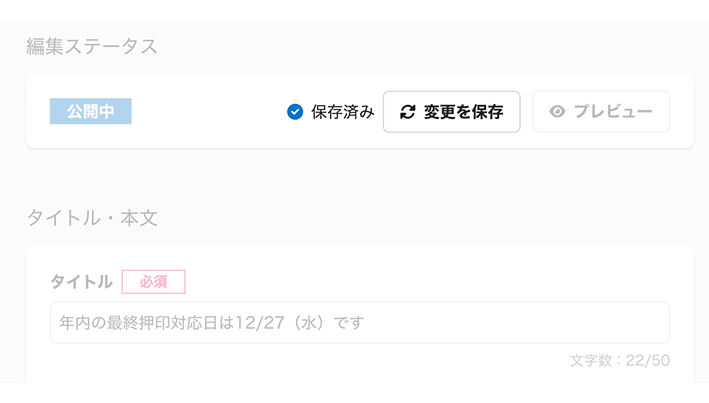 編集ステータス
公開中 保存済み 変更を保存 プレビュー
タイトル・本文
タイトル 必須
年内の最終押印対応日は12/27（水）です
文字数：22/50